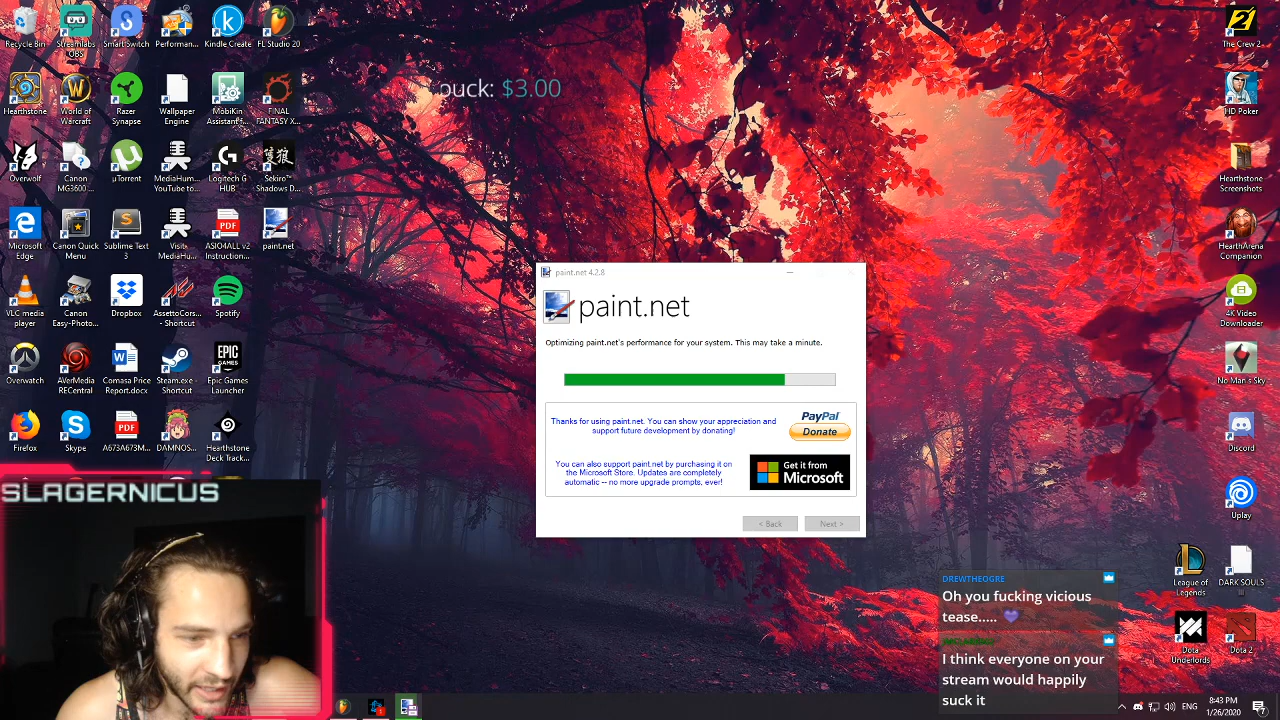 Recycle Bin
Streamlabs
OBS
Smart Switch
Performan...
Kindle Create
FL Studio 20
Hearthstone
World of
Warcraft
Razer
Synapse
Wallpaper
Engine
MobiKin
Assistant f...
FINAL
FANTASY X...
Overwolf
Canon
MG3600 ...
µTorrent
MediaHum...
YouTube to...
Logitech G
HUB
Sekiro™
Shadows D...
Microsoft
Edge
Canon Quick
Menu
Sublime Text
3
Visit
MediaHu...
ASIO4ALL v2
Instruction...
paint.net
VLC media
player
Canon
Easy-Photo...
Dropbox
AssettoCors...
- Shortcut
Spotify
Overwatch
AVerMedia
RECentral
Comasa Price
Report.docx
Steam.exe -
Shortcut
Epic Games
Launcher
Firefox
Skype
A673A673M...
DAMNOS...
Hearthstone
Deck Track...
puck: $3.00
paint.net 4.2.8
paint.net
Optimizing paint.net's performance for your system. This may take a minute.
Thanks for using paint.net. You can show your appreciation and
support future development by donating!
PayPal
Donate
You can also support paint.net by purchasing it on
the Microsoft Store. Updates are completely
automatic -- no more upgrade prompts, ever!
Get it from
Microsoft
< Back
Next >
The Crew 2
HD Poker
Hearthstone
Screenshots
HearthArena
Companion
4K Video
Downloader
No Man's Sky
Discord
Uplay
League of
Legends
DARK SOULS
III
Dota
Underlords
Dota 2
SLAGERNICUS
DREWTHEOGRE
Oh you fucking vicious
tease.....
I think everyone on your
stream would happily
suck it
ENG
8:43 PM
1/26/2020